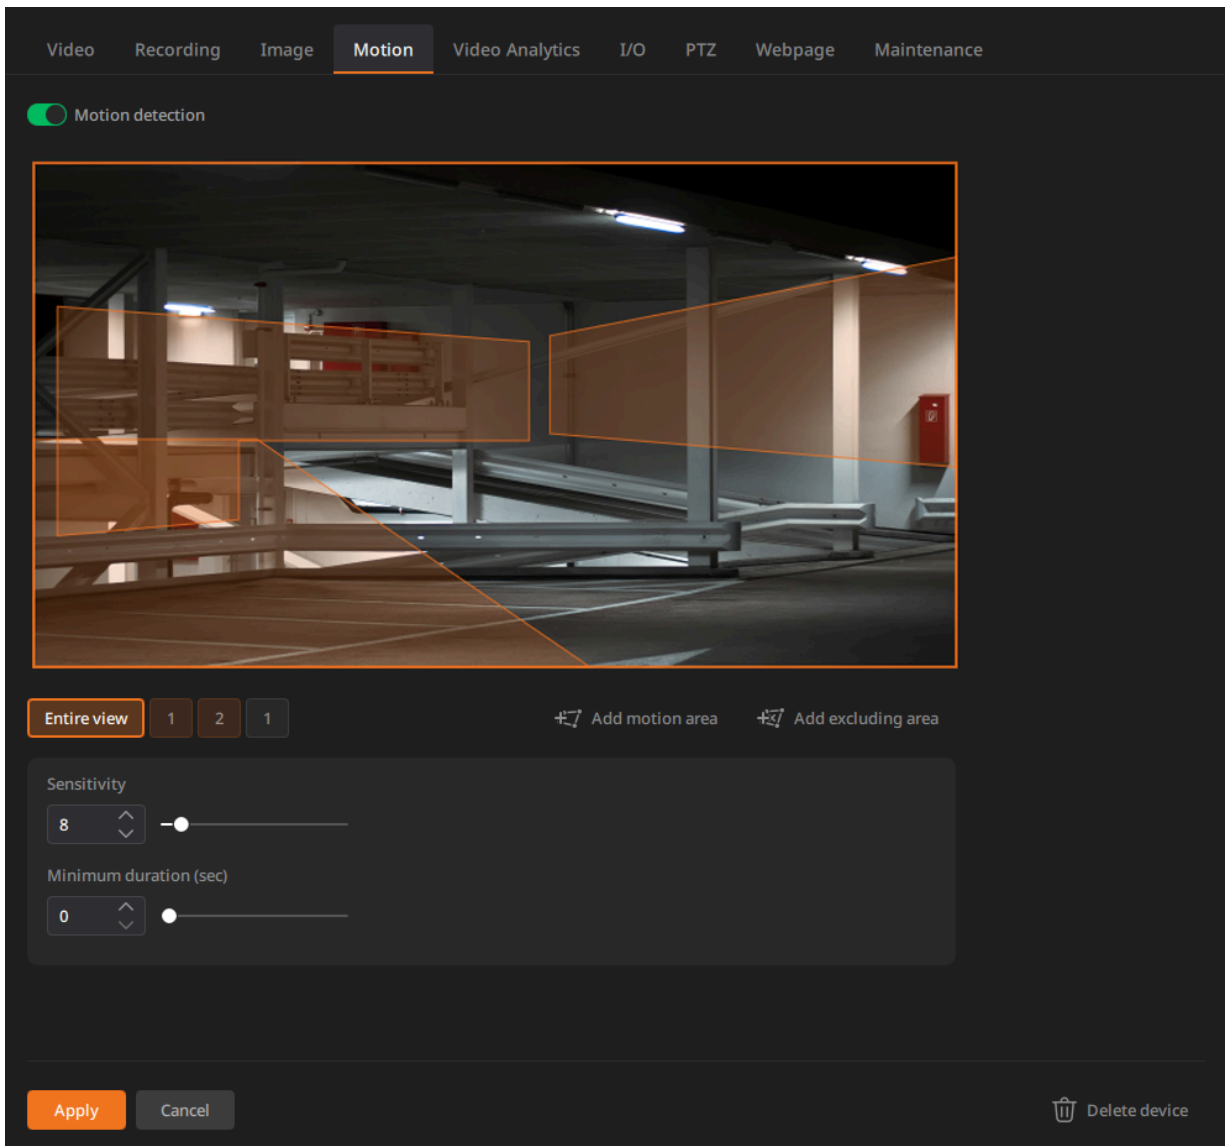 Video Recording Image Motion Video Analytics I/O PTZ Webpage Maintenance
Motion detection
Entire view 1 2 1 Add motion area Add excluding area
Sensitivity
8
Minimum duration (sec)
0
Apply Cancel Delete device